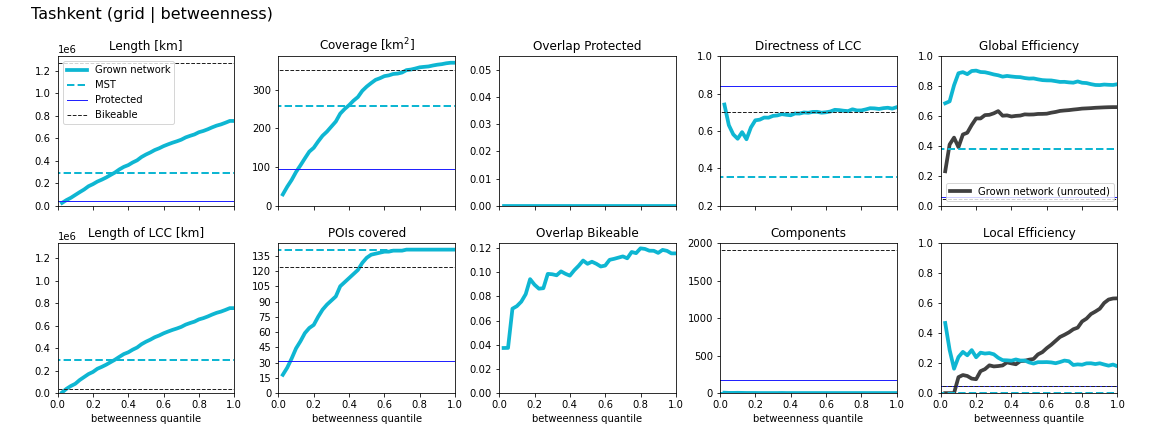 Tashkent (grid | betweenness)
Length [km]
1e6
1.2
1.0
0.8
0.6
0.4
0.2
0.0
Grown network
MST
Protected
Bikeable
Coverage [km²]
300
200
100
0
Overlap Protected
0.05
0.04
0.03
0.02
0.01
0.00
Directness of LCC
1.0
0.8
0.6
0.4
0.2
Global Efficiency
1.0
0.8
0.6
0.4
0.2
0.0
Grown network (unrouted)
Length of LCC [km]
1e6
1.2
1.0
0.8
0.6
0.4
0.2
0.0
0.0 0.2 0.4 0.6 0.8 1.0
betweenness quantile
POIs covered
135
120
105
90
75
60
45
30
15
0
0.0 0.2 0.4 0.6 0.8 1.0
betweenness quantile
Overlap Bikeable
0.12
0.10
0.08
0.06
0.04
0.02
0.00
0.0 0.2 0.4 0.6 0.8 1.0
betweenness quantile
Components
2000
1500
1000
500
0
0.0 0.2 0.4 0.6 0.8 1.0
betweenness quantile
Local Efficiency
1.0
0.8
0.6
0.4
0.2
0.0
0.0 0.2 0.4 0.6 0.8 1.0
betweenness quantile